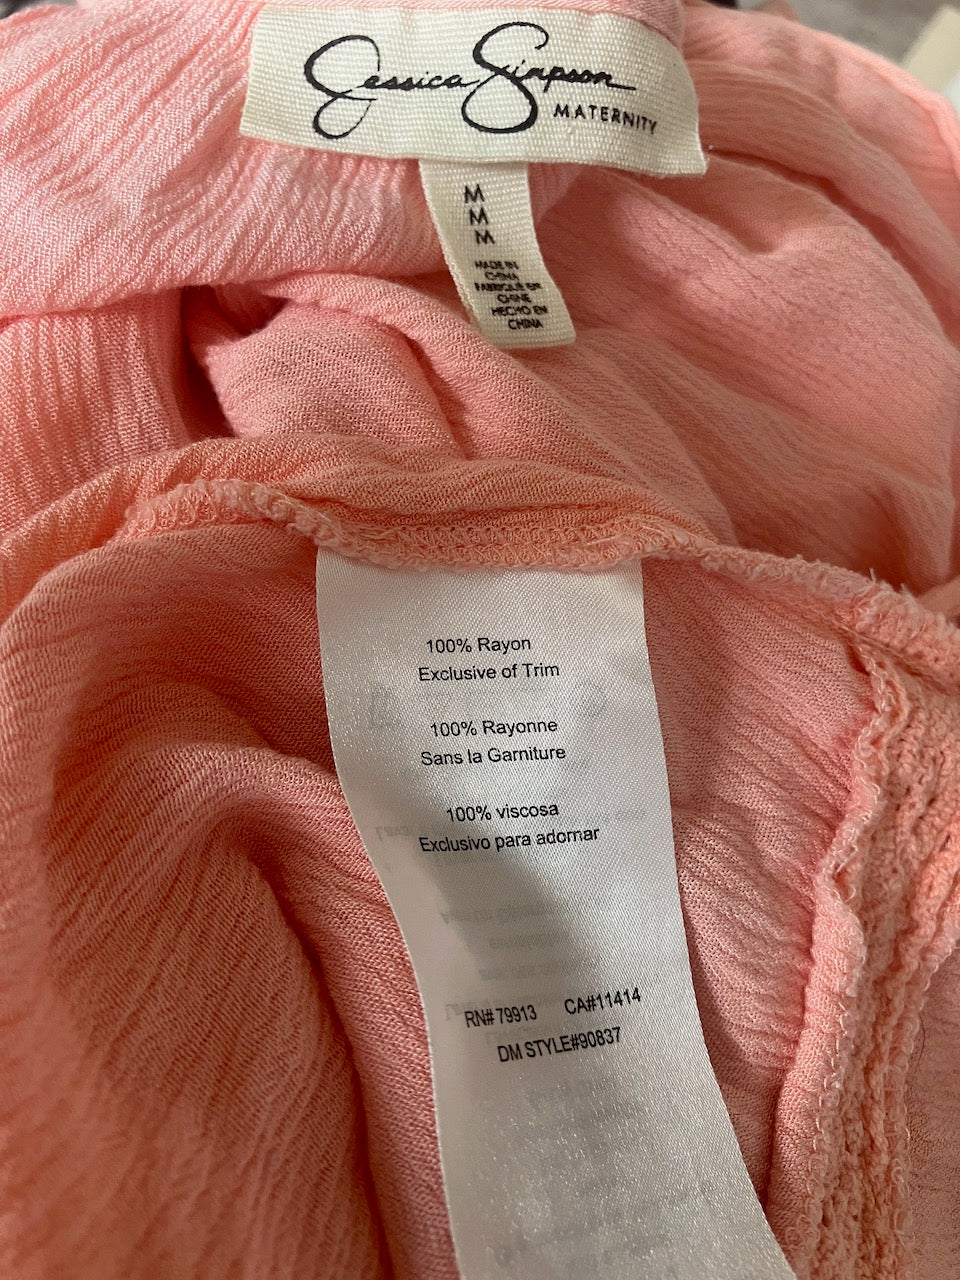 Jessica Simpson
MATERNITY
M
M
M
MADE IN
CHINA
FABRIQUÉ EN
CHINE
HECHO EN
CHINA
100% Rayon
Exclusive of Trim
100% Rayonne
Sans la Garniture
100% viscosa
Exclusivo para adornar
RN# 79913 CA#11414
DM STYLE#90837